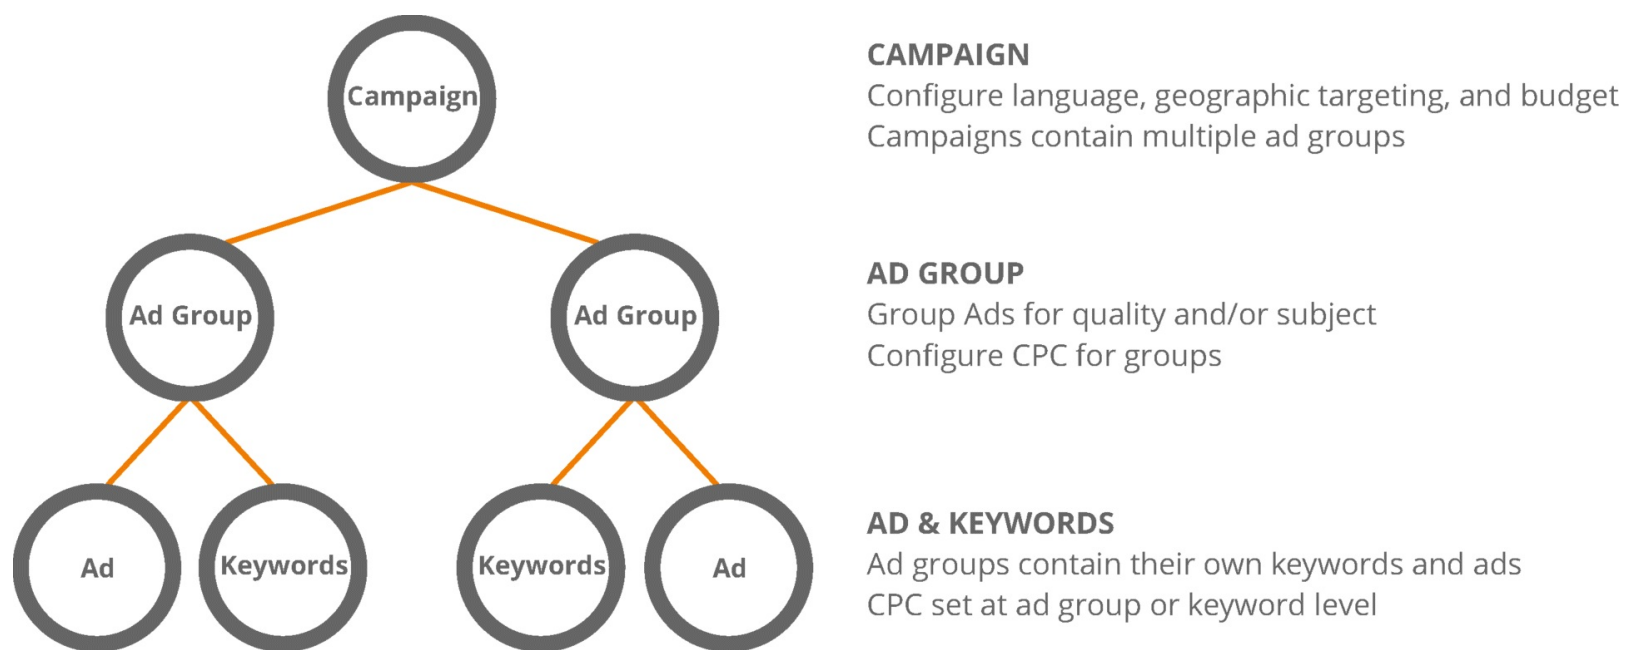 Campaign
CAMPAIGN
Configure language, geographic targeting, and budget
Campaigns contain multiple ad groups
Ad Group
Ad Group
AD GROUP
Group Ads for quality and/or subject
Configure CPC for groups
Ad
Keywords
Keywords
Ad
AD & KEYWORDS
Ad groups contain their own keywords and ads
CPC set at ad group or keyword level